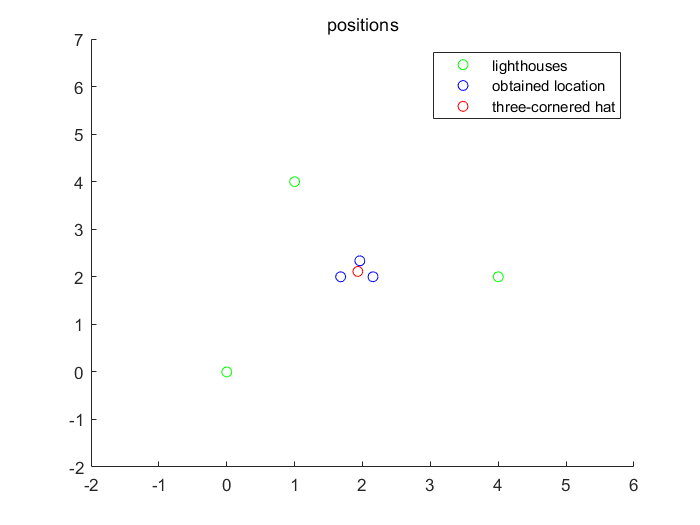 positions
7
6
5
4
3
2
1
0
-1
-2
-2 -1 0 1 2 3 4 5 6
lighthouses
obtained location
three-cornered hat